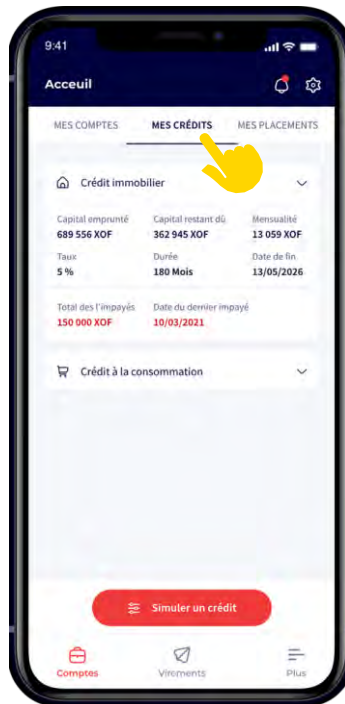 9:41
Acceuil
MES COMPTES MES CRÉDITS MES PLACEMENTS
Crédit immobilier
Capital emprunté Capital restant dû Mensualité
689 556 XOF 362 945 XOF 13 059 XOF
Taux Durée Date de fin
5 % 180 Mois 13/05/2026
Total des l'impayés Date du dernier impayé
150 000 XOF 10/03/2021
Crédit à la consommation
Simuler un crédit
Comptes Virements Plus